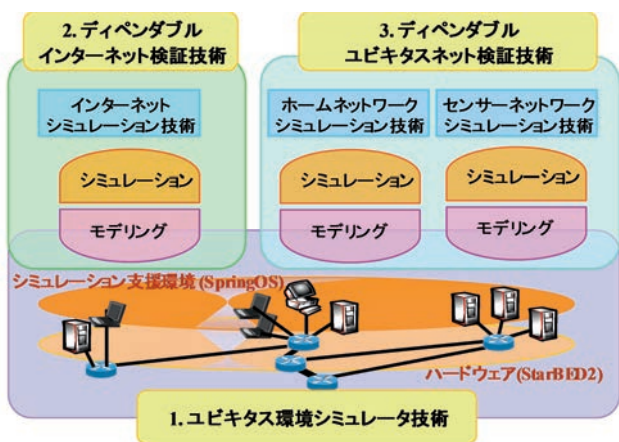 2. ディペンダブル
インターネット検証技術
3. ディペンダブル
ユビキタスネット検証技術
インターネット
シミュレーション技術
ホームネットワーク
シミュレーション技術
センサーネットワーク
シミュレーション技術
シミュレーション
シミュレーション
シミュレーション
モデリング
モデリング
モデリング
シミュレーション支援環境(SpringOS)
ハードウェア(StarBED2)
1. ユビキタス環境シミュレータ技術